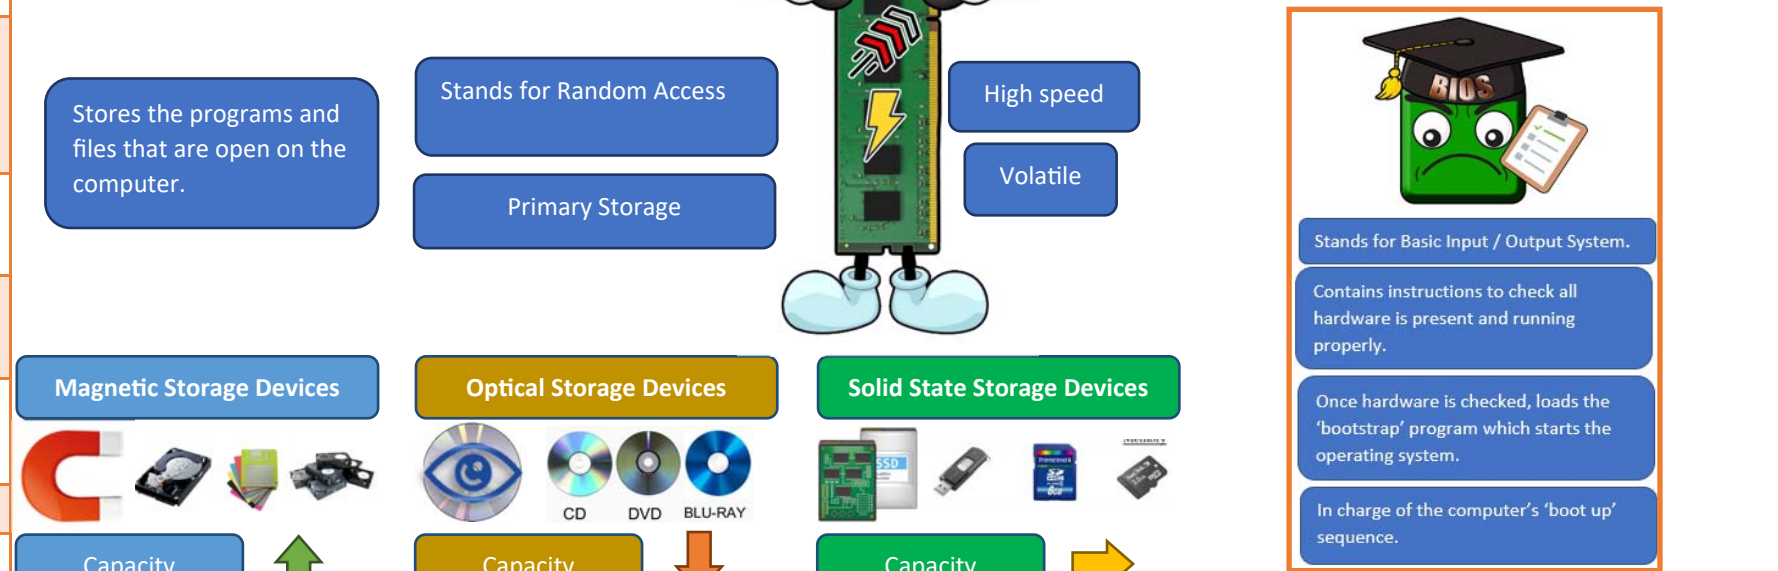 Stores the programs and
files that are open on the
computer.
Stands for Random Access
Primary Storage
High speed
Volatile
BIOS
Stands for Basic Input / Output System.
Contains instructions to check all
hardware is present and running
properly.
Once hardware is checked, loads the
‘bootstrap’ program which starts the
operating system.
In charge of the computer’s ‘boot up’
sequence.
Magnetic Storage Devices
Optical Storage Devices
Solid State Storage Devices
CD
DVD
BLU-RAY
SSD
Transcend
8GB
Capacity
Capacity
Capacity